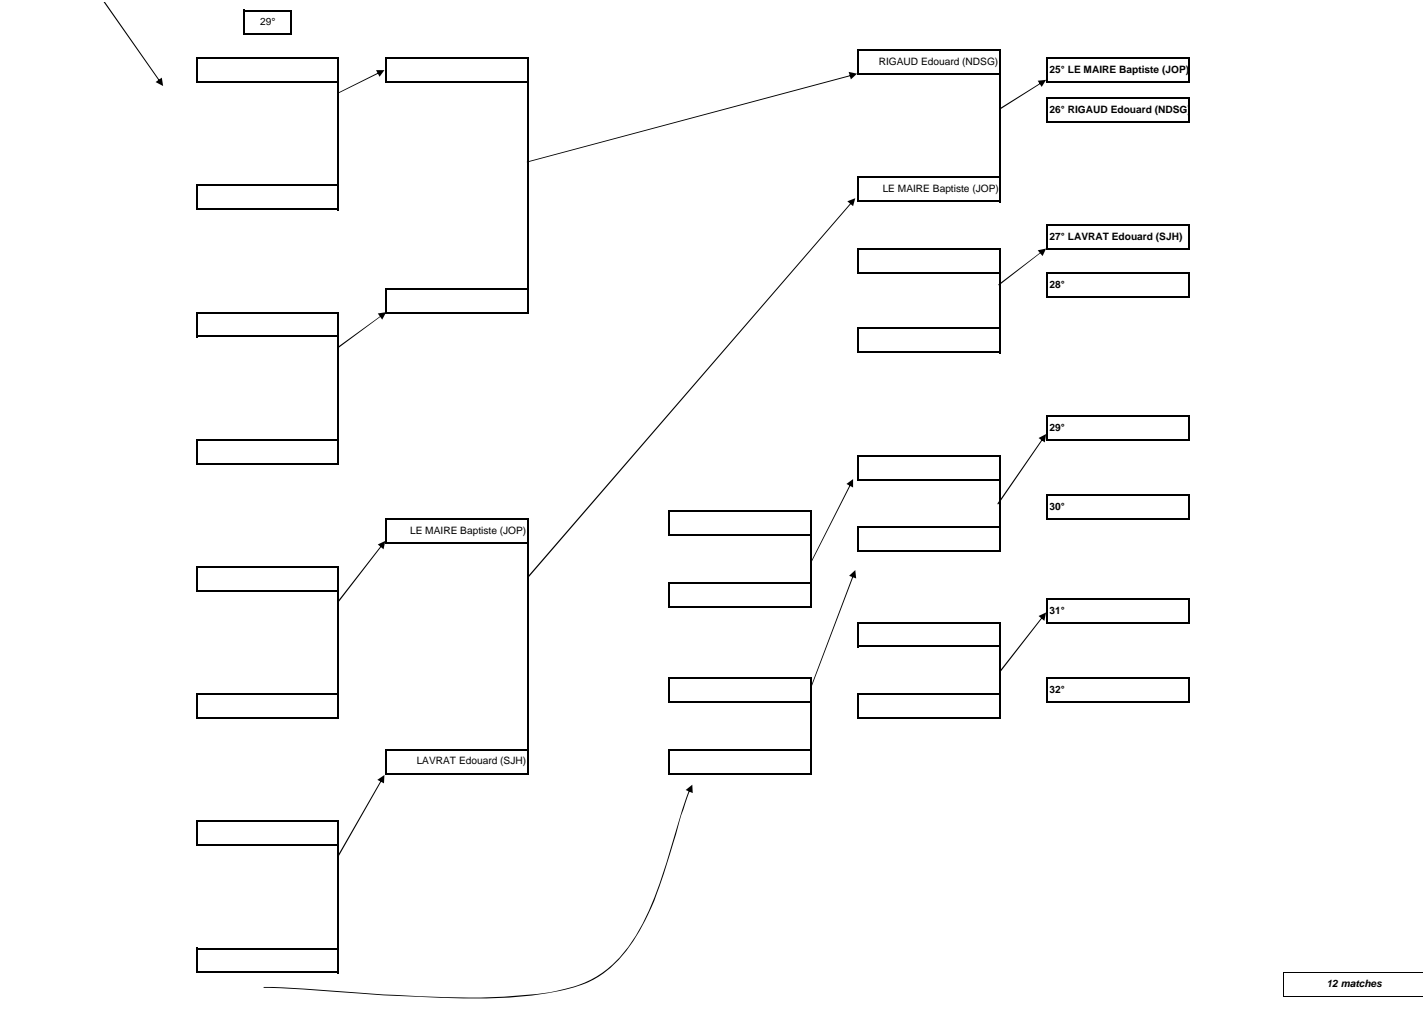 29°
RIGAUD Edouard (NDSG)
25° LE MAIRE Baptiste (JOP)
26° RIGAUD Edouard (NDSG
LE MAIRE Baptiste (JOP)
27° LAVRAT Edouard (SJH)
28°
29°
30°
LE MAIRE Baptiste (JOP)
31°
32°
LAVRAT Edouard (SJH)
12 matches